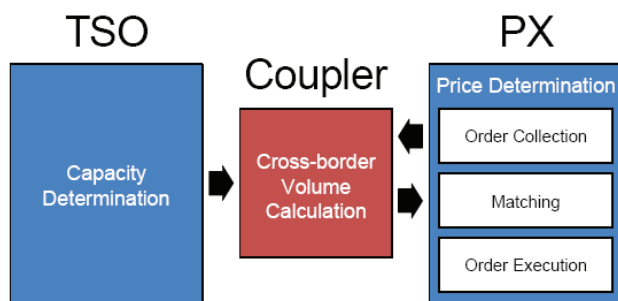 TSO
Capacity
Determination
Coupler
Cross-border
Volume
Calculation
PX
Price Determination
Order Collection
Matching
Order Execution